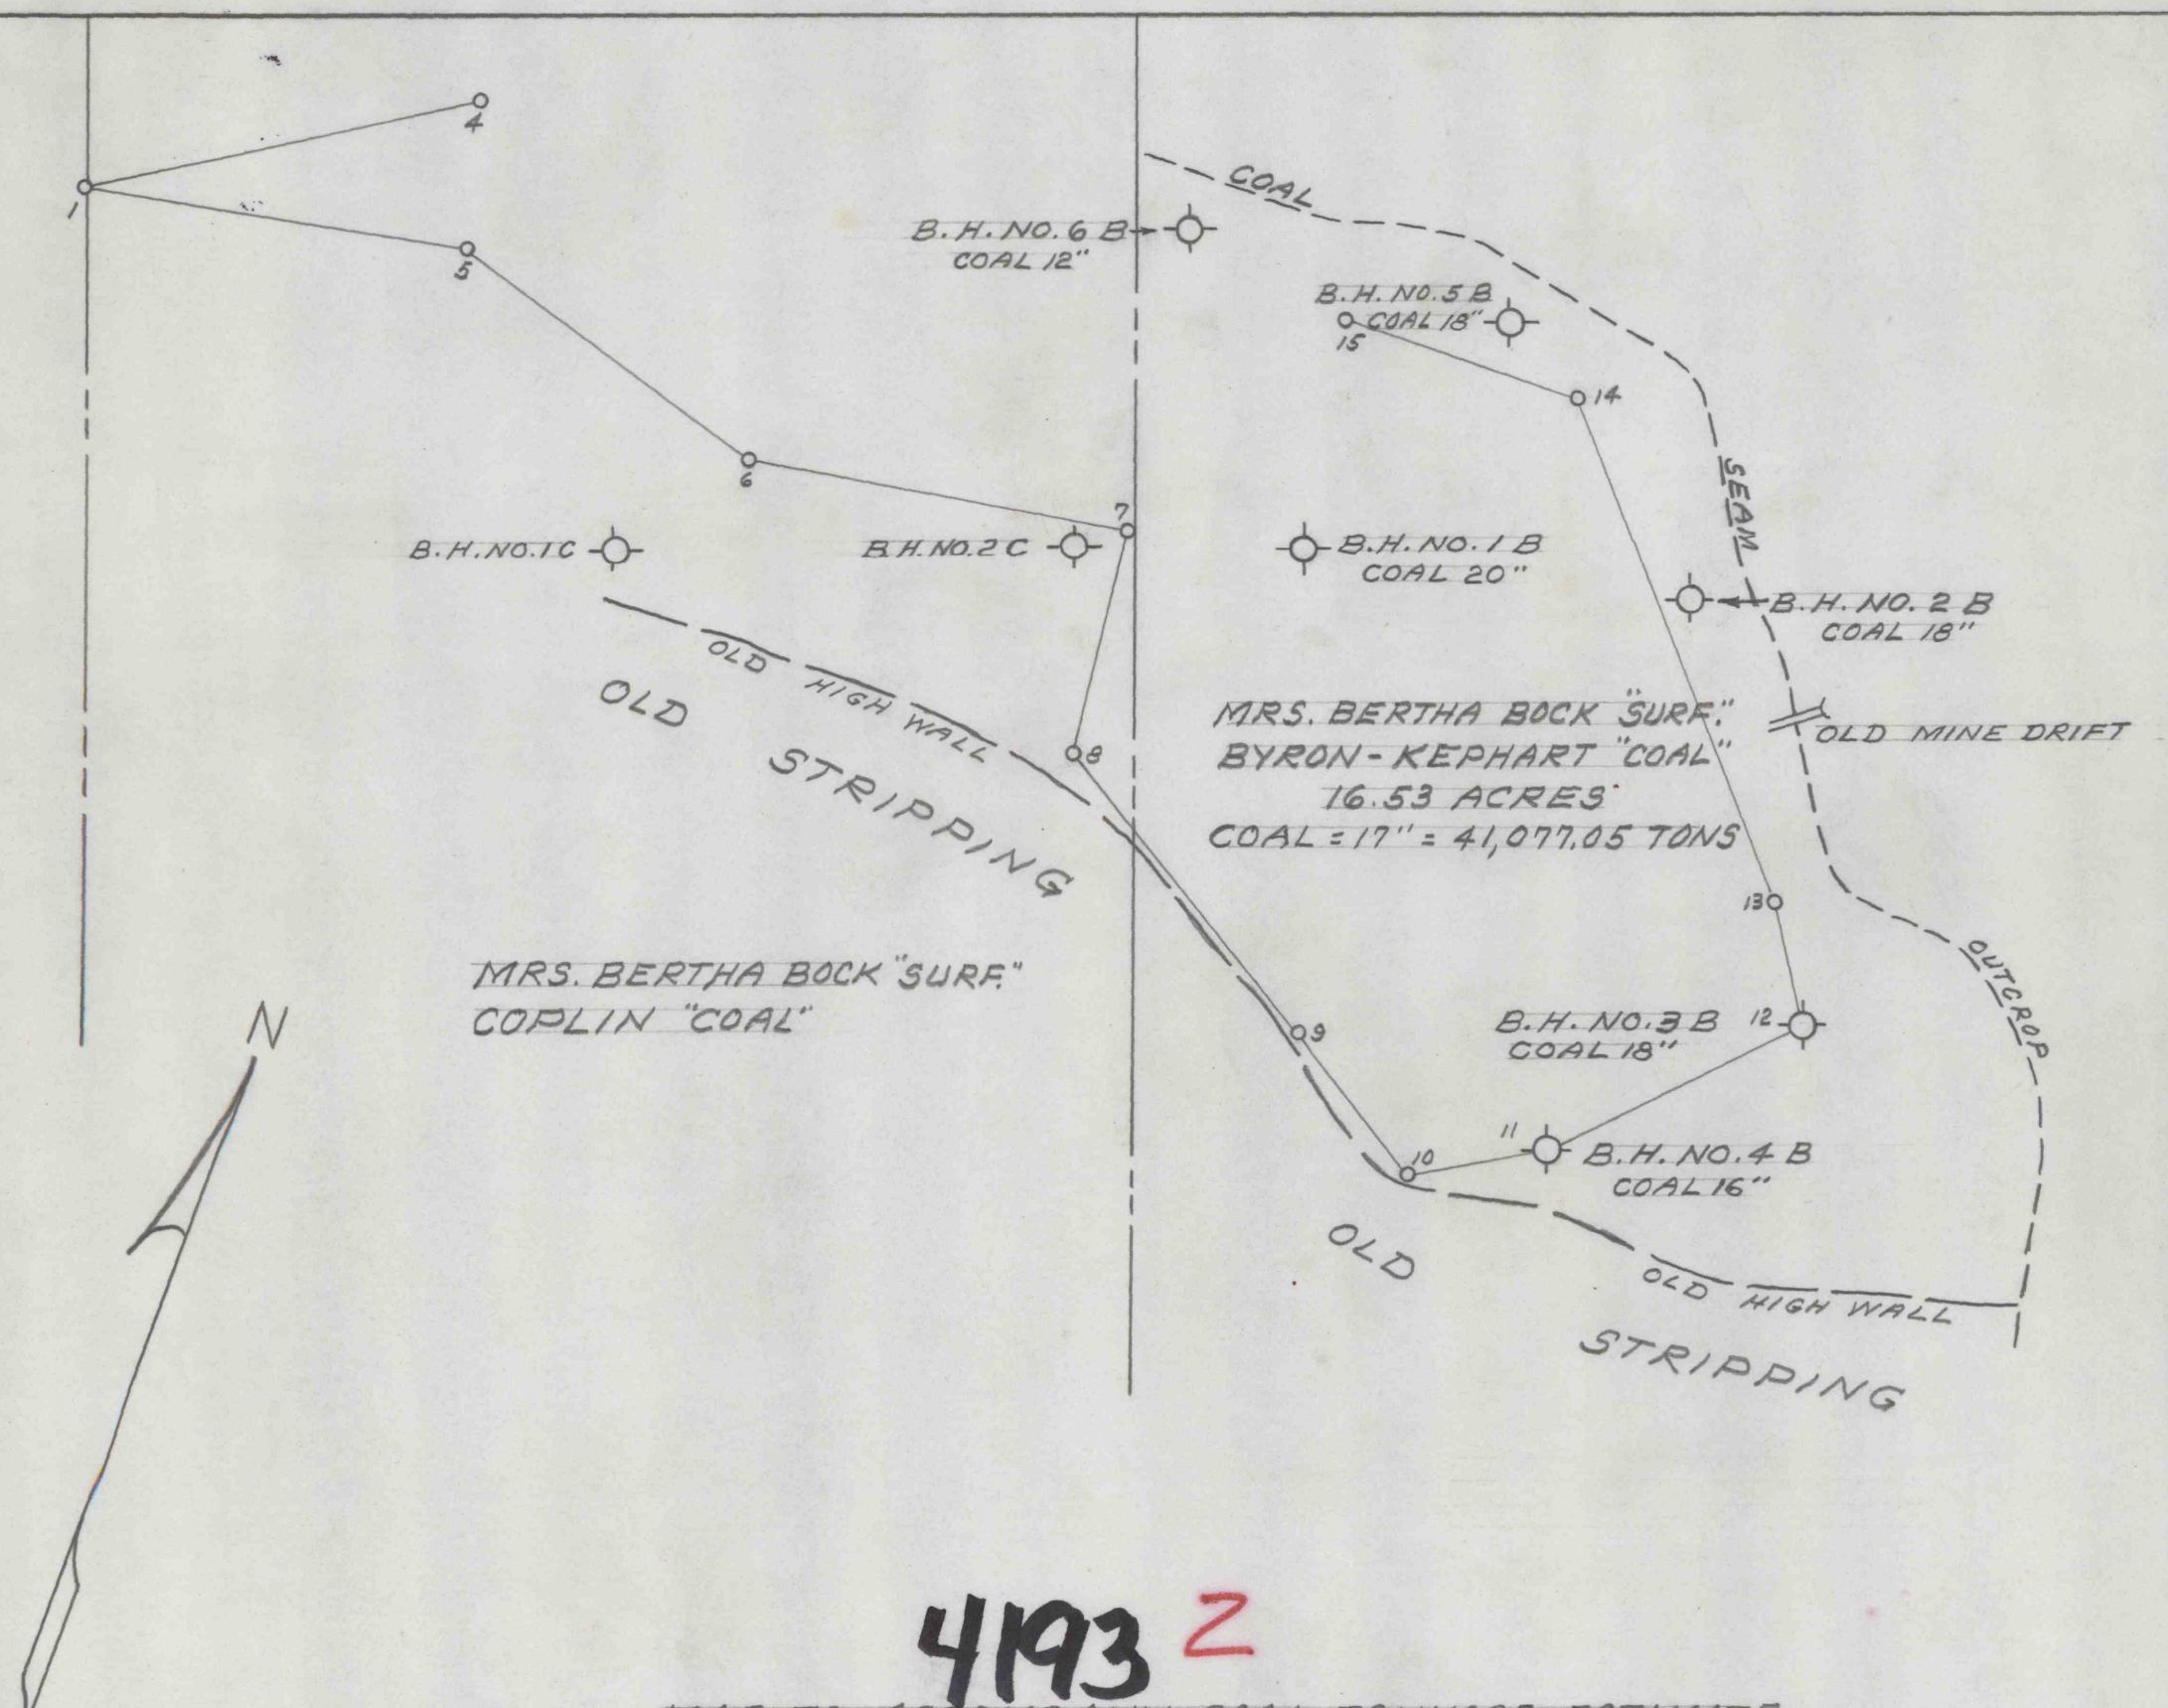 4
1
5
COAL
B.H. NO. 6 B
COAL 12"
B.H. NO. 5 B
COAL 18"
15
14
6
7
SEAM
B.H. NO. 1 C
B.H. NO. 2 C
B.H. NO. 1 B
COAL 20"
B.H. NO. 2 B
COAL 18"
OLD HIGH WALL
OLD STRIPPING
8
MRS. BERTHA BOCK "SURF."
BYRON - KEPHART "COAL"
16.53 ACRES
COAL = 17" = 41,077.05 TONS
OLD MINE DRIFT
13
MRS. BERTHA BOCK "SURF."
COPLIN "COAL"
OUTCROP
N
9
B.H. NO. 3 B
COAL 18"
12
10
11
B.H. NO. 4 B
COAL 16"
OLD STRIPPING
OLD HIGH WALL
4193 2